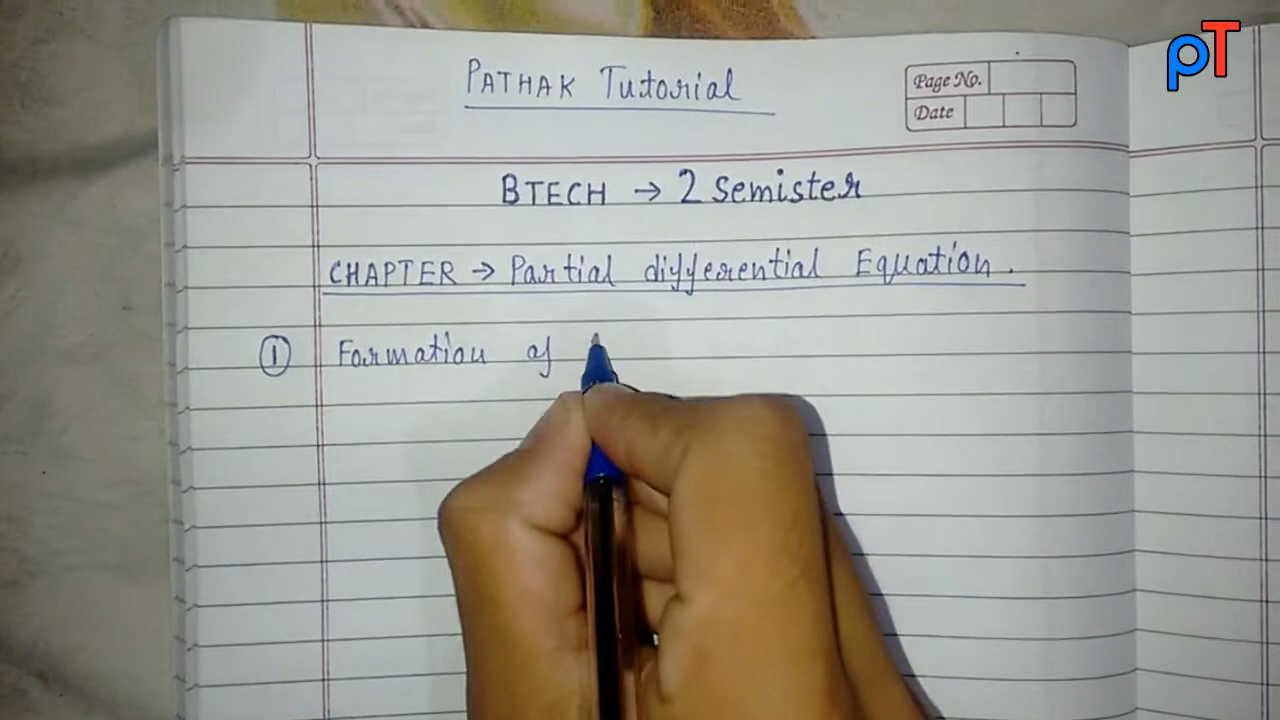 PATHAK Tutorial
pT
Page No.
Date
BTECH → 2 Semister
CHAPTER → Partial differential Equation.
① Formation of